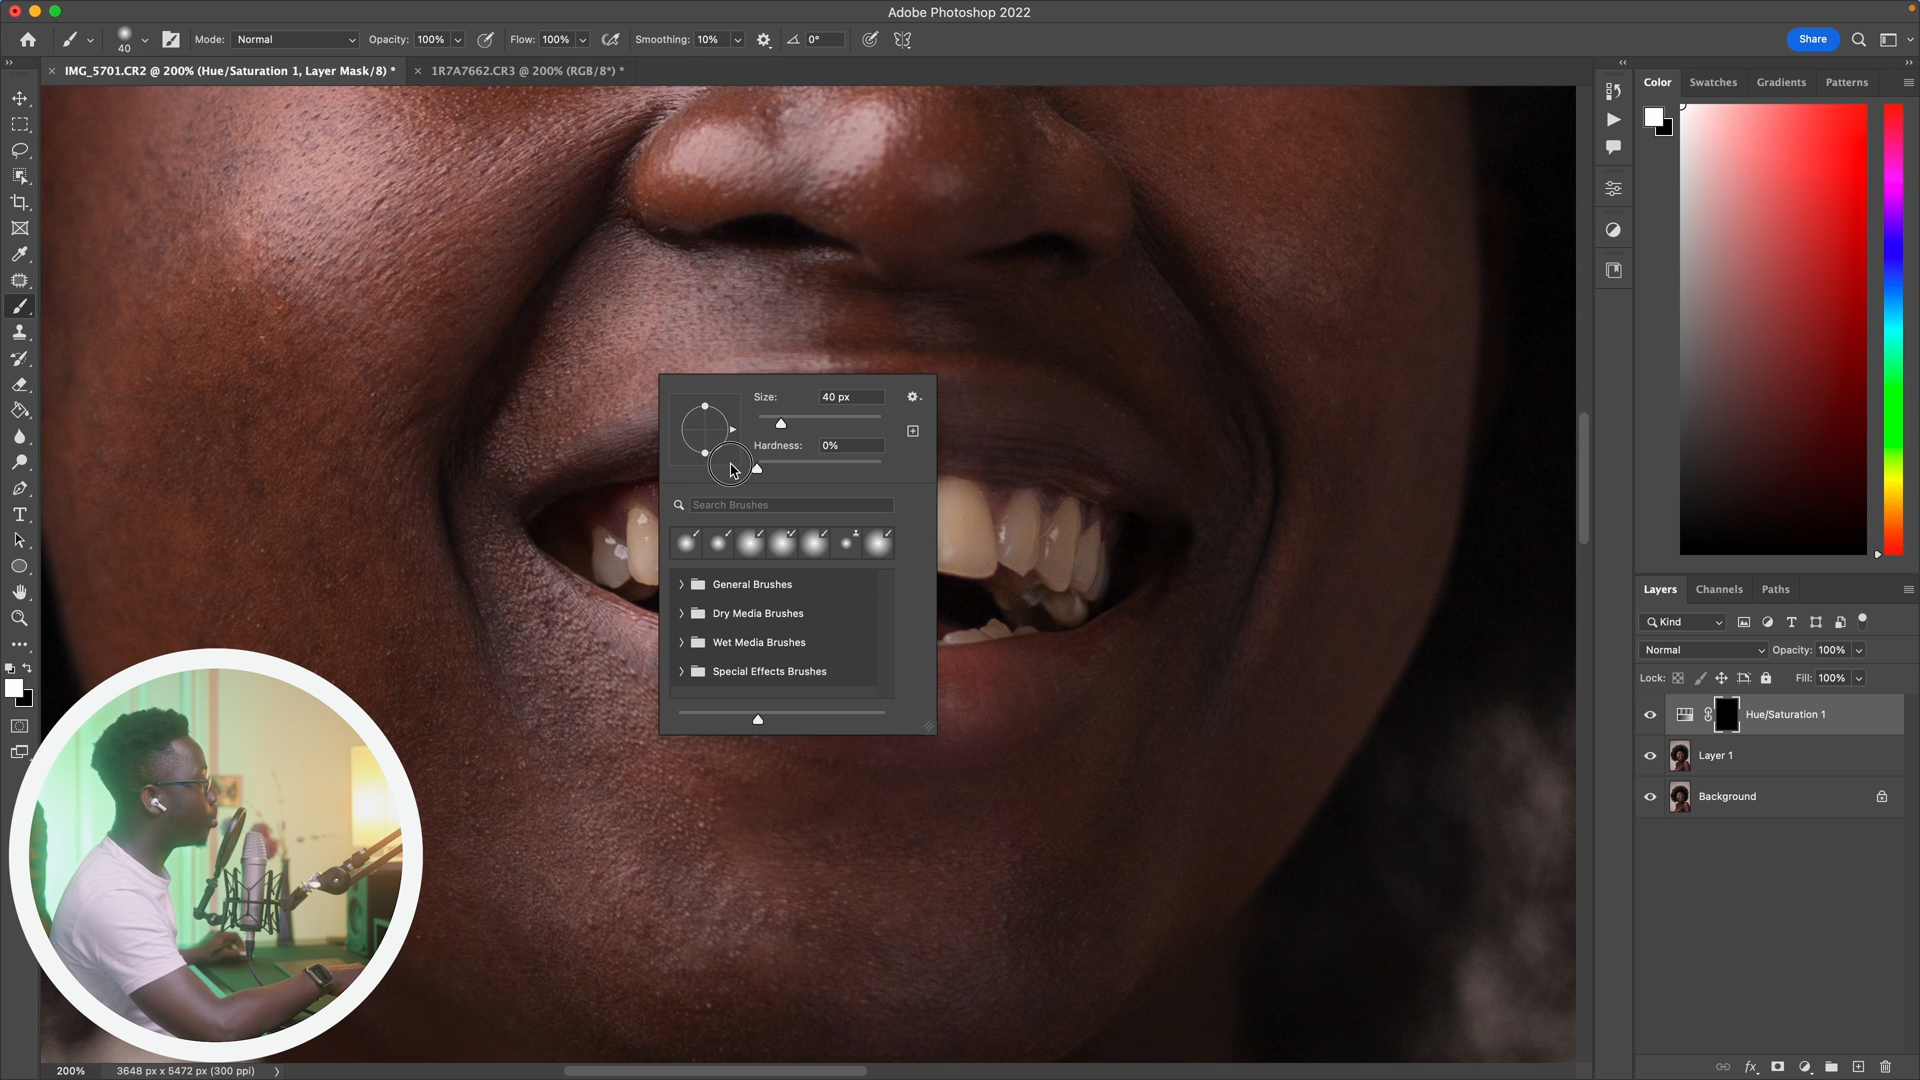 Adobe Photoshop 2022
40
Mode: Normal
Opacity: 100%
Flow: 100%
Smoothing: 10%
0°
Share
IMG_5701.CR2 @ 200% (Hue/Saturation 1, Layer Mask/8) *
1R7A7662.CR3 @ 200% (RGB/8*) *
Color
Swatches
Gradients
Patterns
Size: 40 px
Hardness: 0%
Search Brushes
General Brushes
Dry Media Brushes
Wet Media Brushes
Special Effects Brushes
Layers
Channels
Paths
Kind
Normal
Opacity: 100%
Lock:
Fill: 100%
Hue/Saturation 1
Layer 1
Background
200%
3648 px x 5472 px (300 ppi)